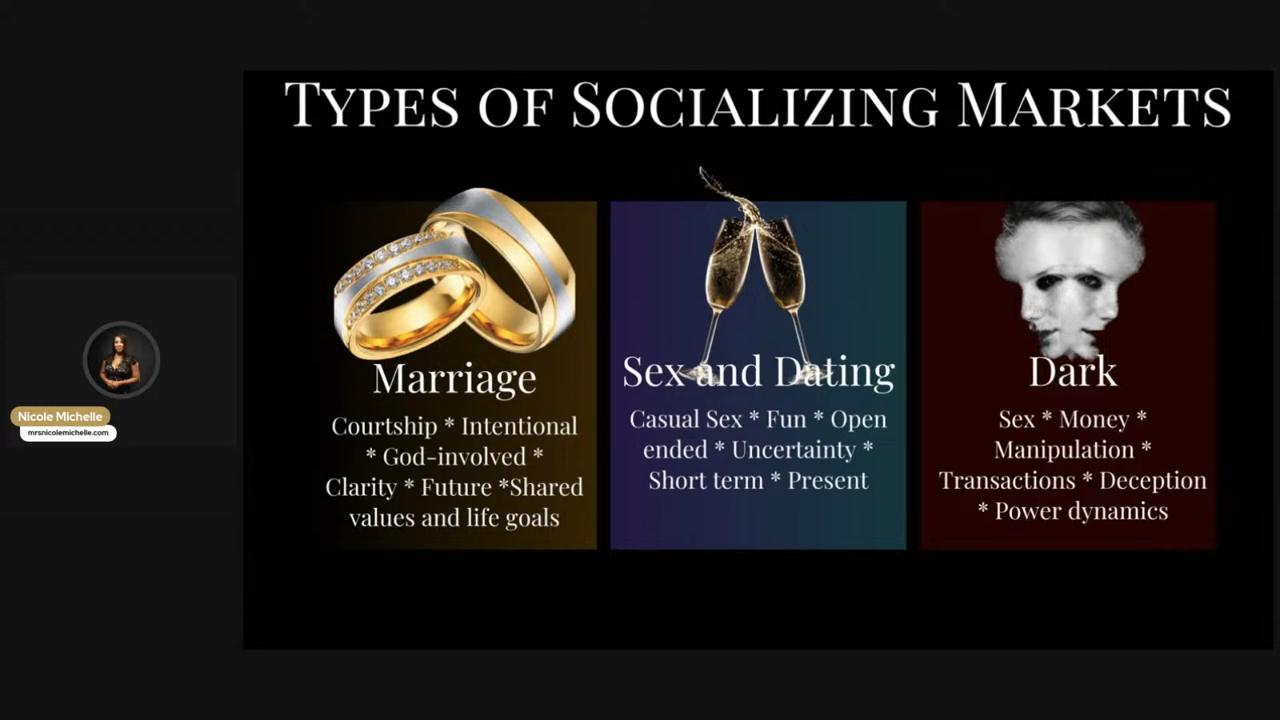 TYPES OF SOCIALIZING MARKETS
Marriage
Courtship * Intentional
* God-involved *
Clarity * Future *Shared
values and life goals
Sex and Dating
Casual Sex * Fun * Open
ended * Uncertainty *
Short term * Present
Dark
Sex * Money *
Manipulation *
Transactions * Deception
* Power dynamics
Nicole Michelle
mrsnicolemichelle.com